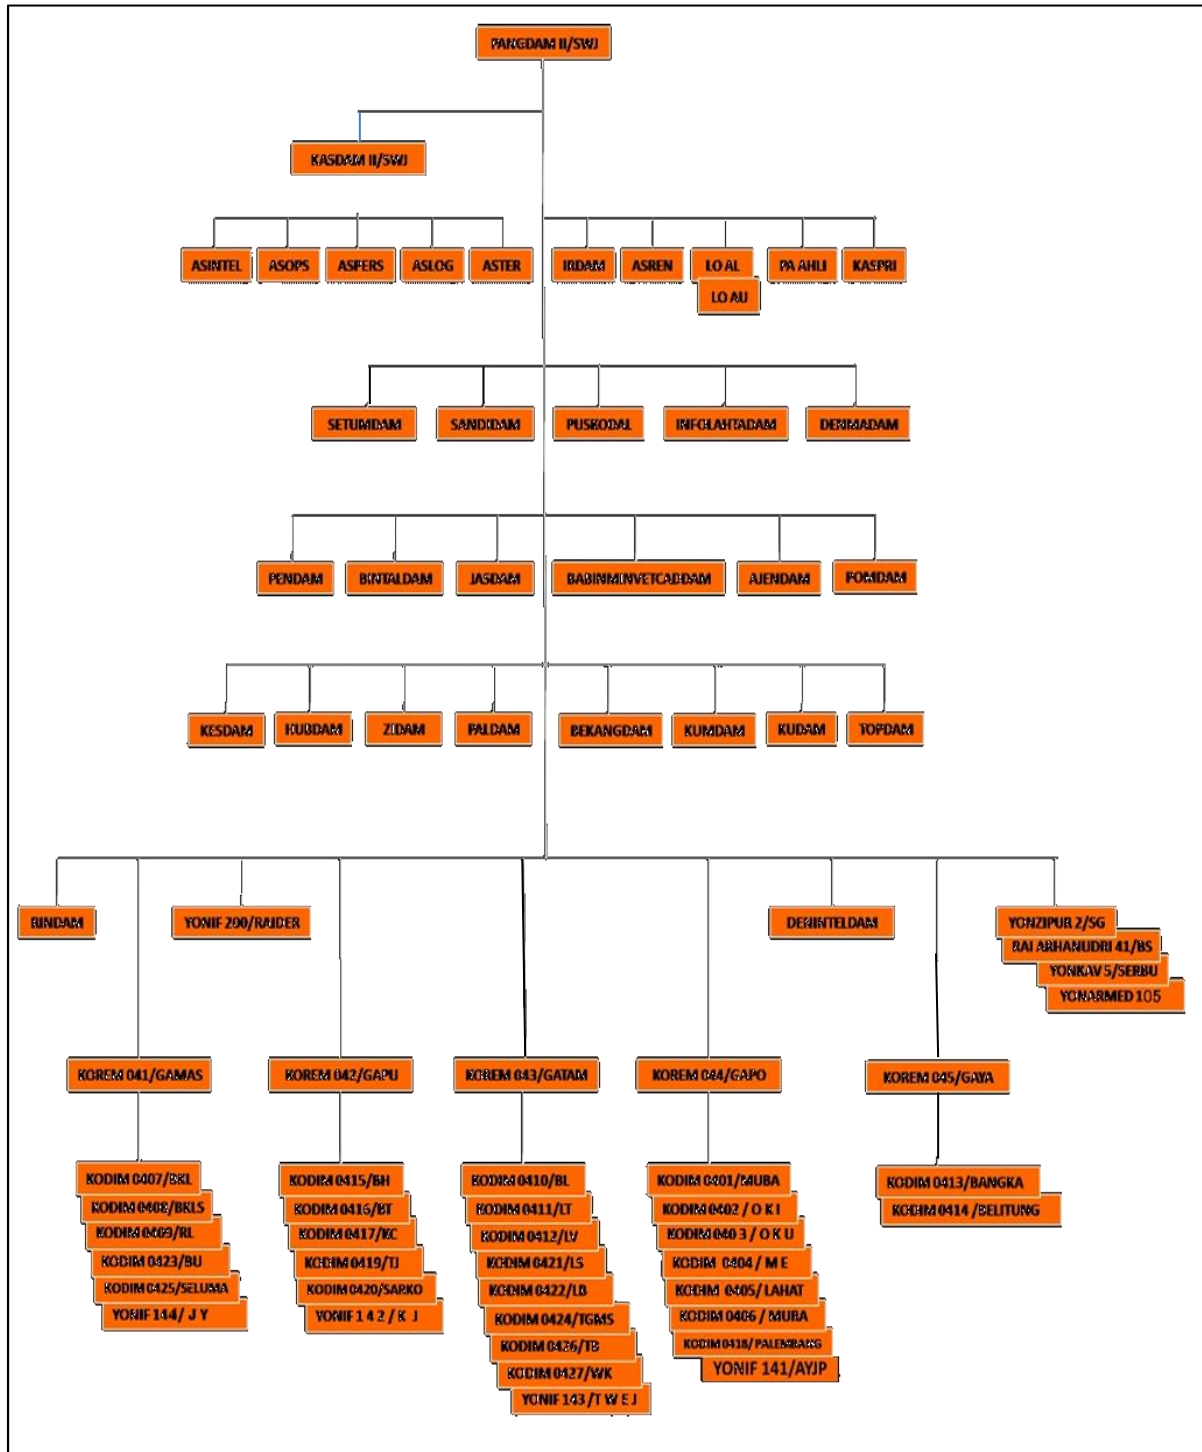 PANGDAM II/SWJ
KASDAM II/SWJ
ASINTEL
ASOPS
ASPERS
ASLOG
ASTER
IRDAM
ASREN
LO AL
PA AHLI
KASPRI
LO AU
SETUMDAM
SANDIDAM
PUSKODAL
INFOLAHTADAM
DENMADAM
PENDAM
BINTALDAM
JASDAM
BABINMINVETCADDAM
AJENDAM
POMDAM
KESDAM
HUBDAM
ZIDAM
PALDAM
BEKANGDAM
KUMDAM
KUDAM
TOPDAM
RINDAM
YONIF 200/RAIDER
DENINTELDAM
YONZIPUR 2/SG
RAI ARHANUDRI 41/BS
YONKAV 5/SERBU
YONARMED 105
KOREM 041/GAMAS
KOREM 042/GAPU
KOREM 043/GATAM
KOREM 044/GAPO
KOREM 045/GAYA
KODIM 0407/BKL
KODIM 0408/BKLS
KODIM 0409/RL
KODIM 0423/BU
KODIM 0425/SELUMA
YONIF 144/ J Y
KODIM 0415/BH
KODIM 0416/BT
KODIM 0417/KC
KODIM 0419/TJ
KODIM 0420/SARKO
YONIF 1 4 2 / K J
KODIM 0410/BL
KODIM 0411/LT
KODIM 0412/LU
KODIM 0421/LS
KODIM 0422/LB
KODIM 0424/TGMS
KODIM 0426/TB
KODIM 0427/WK
YONIF 143 /T W E J
KODIM 0401/MUBA
KODIM 0402 / O K I
KODIM 040 3 / O K U
KODIM 0404 / M E
KODIM 0405/ LAHAT
KODIM 0406 / MUBA
KODIM 0418/ PALEMBANG
YONIF 141/AYJP
KODIM 0413/BANGKA
KODIM 0414 /BELITUNG